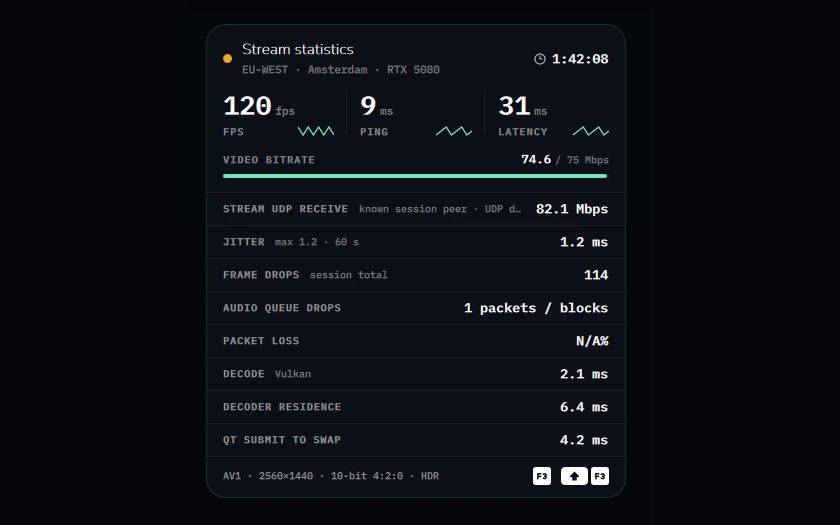 Stream statistics
EU-WEST · Amsterdam · RTX 5080
1:42:08
120 fps
FPS
9 ms
PING
31 ms
LATENCY
VIDEO BITRATE 74.6 / 75 Mbps
STREAM UDP RECEIVE known session peer · UDP d… 82.1 Mbps
JITTER max 1.2 · 60 s 1.2 ms
FRAME DROPS session total 114
AUDIO QUEUE DROPS 1 packets / blocks
PACKET LOSS N/A%
DECODE Vulkan 2.1 ms
DECODER RESIDENCE 6.4 ms
QT SUBMIT TO SWAP 4.2 ms
AV1 · 2560×1440 · 10-bit 4:2:0 · HDR F3 F3